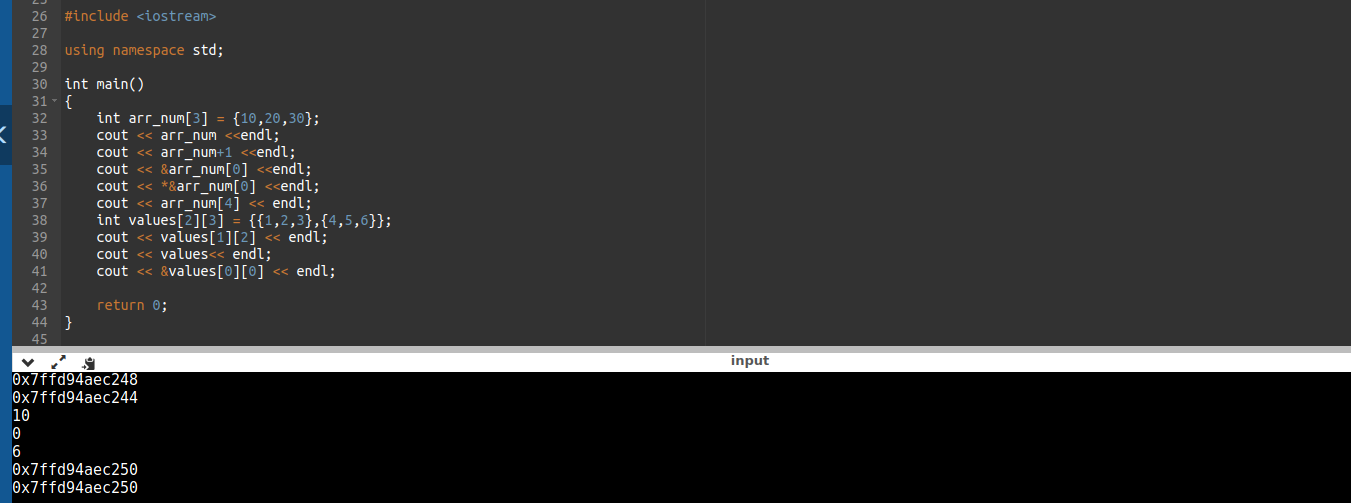 25
26 #include <iostream>
27
28 using namespace std;
29
30 int main()
31 {
32     int arr_num[3] = {10,20,30};
33     cout << arr_num <<endl;
34     cout << arr_num+1 <<endl;
35     cout << &arr_num[0] <<endl;
36     cout << *&arr_num[0] <<endl;
37     cout << arr_num[4] << endl;
38     int values[2][3] = {{1,2,3},{4,5,6}};
39     cout << values[1][2] << endl;
40     cout << values<< endl;
41     cout << &values[0][0] << endl;
42
43     return 0;
44 }
45
input
0x7ffd94aec248
0x7ffd94aec244
10
0
6
0x7ffd94aec250
0x7ffd94aec250